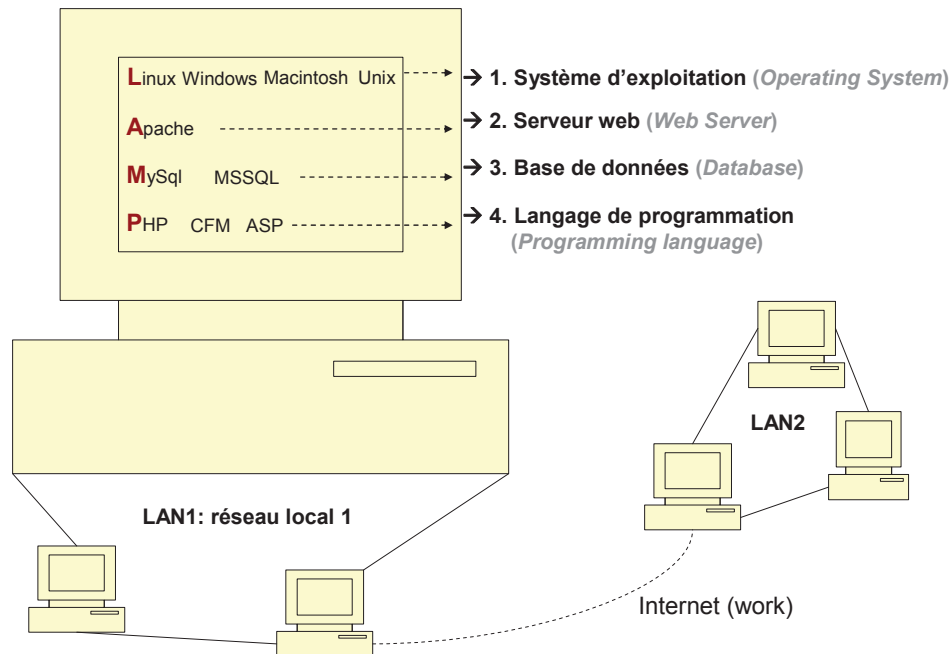 Linux Windows Macintosh Unix → 1. Système d'exploitation (Operating System)
Apache → 2. Serveur web (Web Server)
MySql MSSQL → 3. Base de données (Database)
PHP CFM ASP → 4. Langage de programmation
(Programming language)
LAN2
LAN1: réseau local 1
Internet (work)